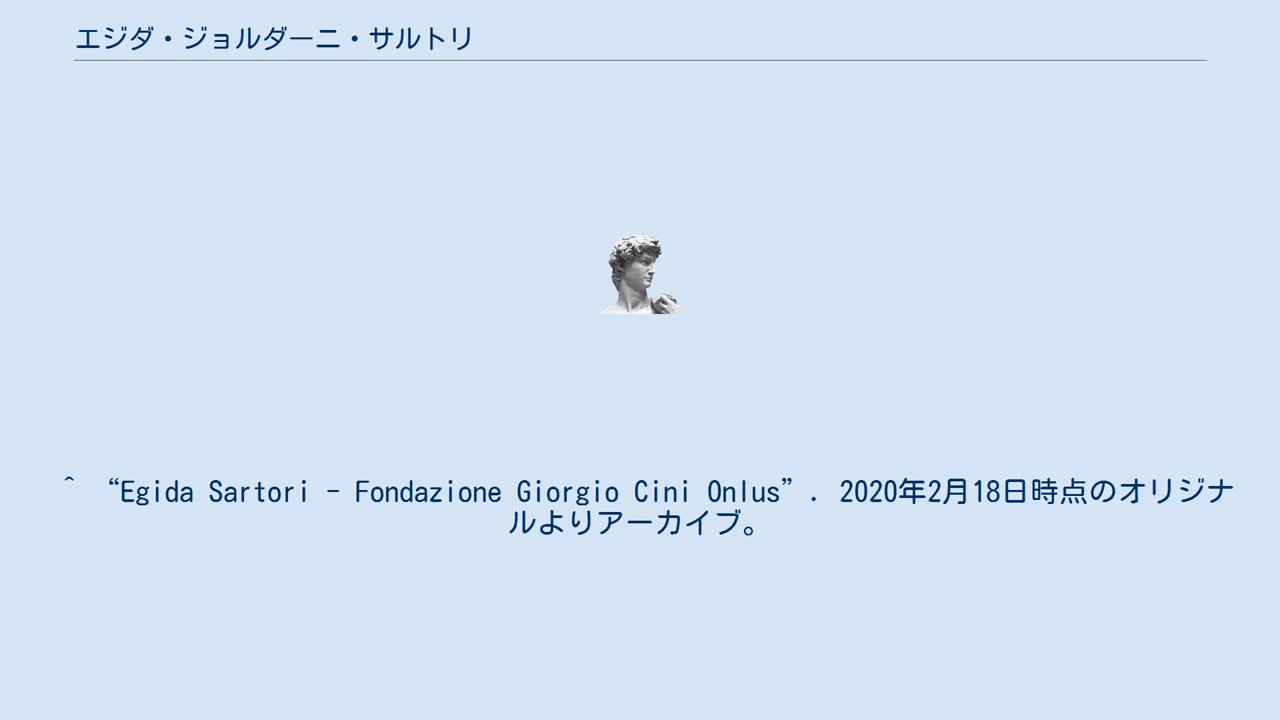 エジダ・ジョルダーニ・サルトリ
^ “Egida Sartori - Fondazione Giorgio Cini Onlus”. 2020年2月18日時点のオリジナ
ルよりアーカイブ。